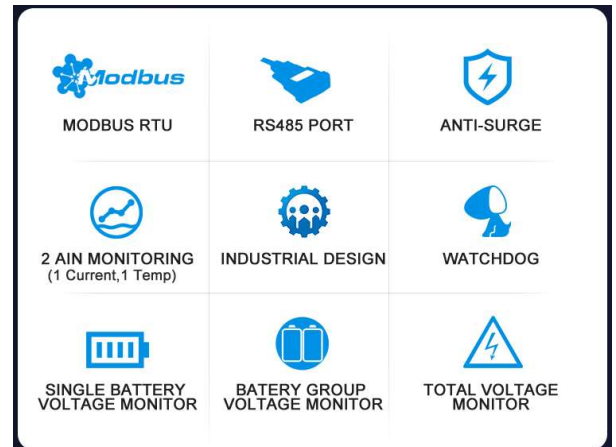 Modbus
MODBUS RTU
RS485 PORT
ANTI-SURGE
2 AIN MONITORING
(1 Current,1 Temp)
INDUSTRIAL DESIGN
WATCHDOG
SINGLE BATTERY
VOLTAGE MONITOR
BATERY GROUP
VOLTAGE MONITOR
TOTAL VOLTAGE
MONITOR